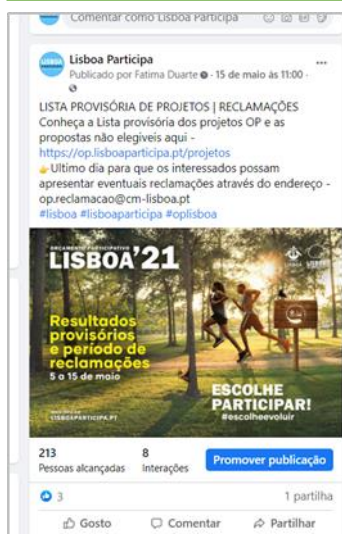 Comentar como Lisboa Participa
Lisboa Participa
Publicado por Fatima Duarte · 15 de maio às 11:00 ·
LISTA PROVISÓRIA DE PROJETOS | RECLAMAÇÕES
Conheça a Lista provisória dos projetos OP e as
propostas não elegiveis aqui -
https://op.lisboaparticipa.pt/projetos
👉Ultimo dia para que os interessados possam
apresentar eventuais reclamações através do endereço -
op.reclamacao@cm-lisboa.pt
#lisboa #lisboaparticipa #oplisboa
ORÇAMENTO PARTICIPATIVO
LISBOA'21
Resultados
provisórios
e período de
reclamações
5 a 15 de maio
ESCOLHE
PARTICIPAR!
#escolheevoluir
LISBOAPARTICIPA.PT
213
Pessoas alcançadas
8
Interações
Promover publicação
3
1 partilha
Gosto
Comentar
Partilhar